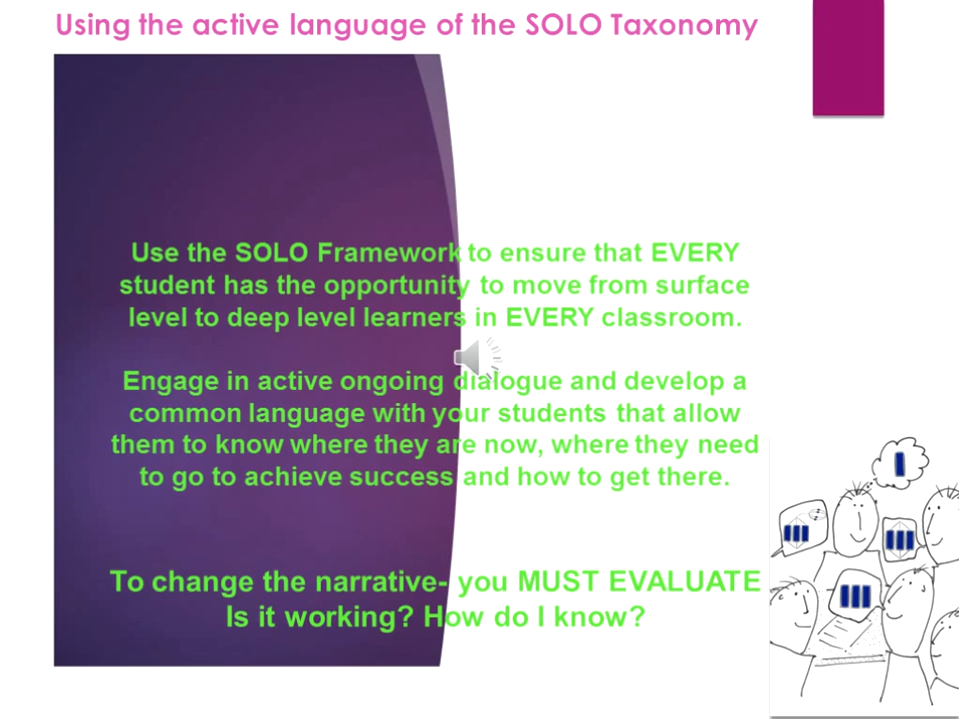 Using the active language of the SOLO Taxonomy
Use the SOLO Framework to ensure that EVERY
student has the opportunity to move from surface
level to deep level learners in EVERY classroom.
Engage in active ongoing dialogue and develop a
common language with your students that allow
them to know where they are now, where they need
to go to achieve success and how to get there.
To change the narrative- you MUST EVALUATE
Is it working? How do I know?